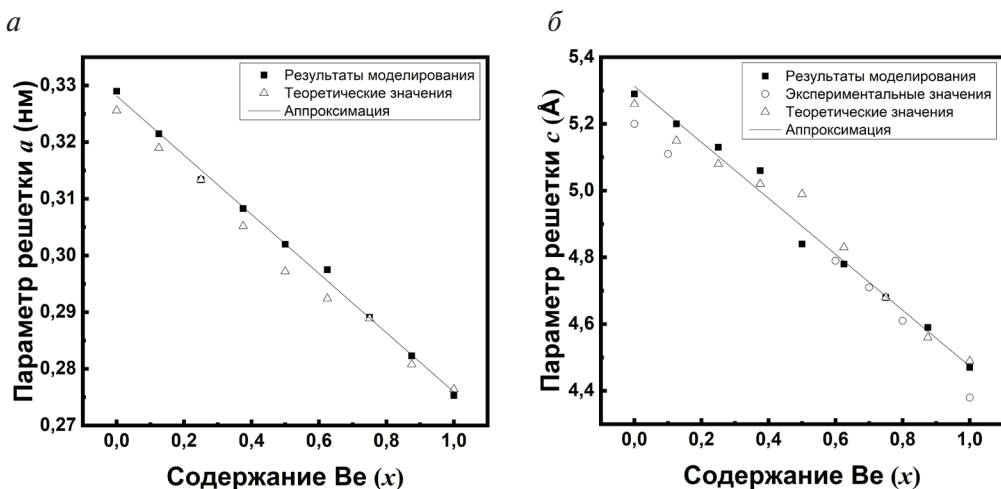 а
Параметр решетки a (нм)
0,33
0,32
0,31
0,30
0,29
0,28
0,27
Результаты моделирования
Теоретические значения
Аппроксимация
0,0 0,2 0,4 0,6 0,8 1,0
Содержание Be (x)
б
Параметр решетки c (Å)
5,4
5,2
5,0
4,8
4,6
4,4
Результаты моделирования
Экспериментальные значения
Теоретические значения
Аппроксимация
0,0 0,2 0,4 0,6 0,8 1,0
Содержание Be (x)